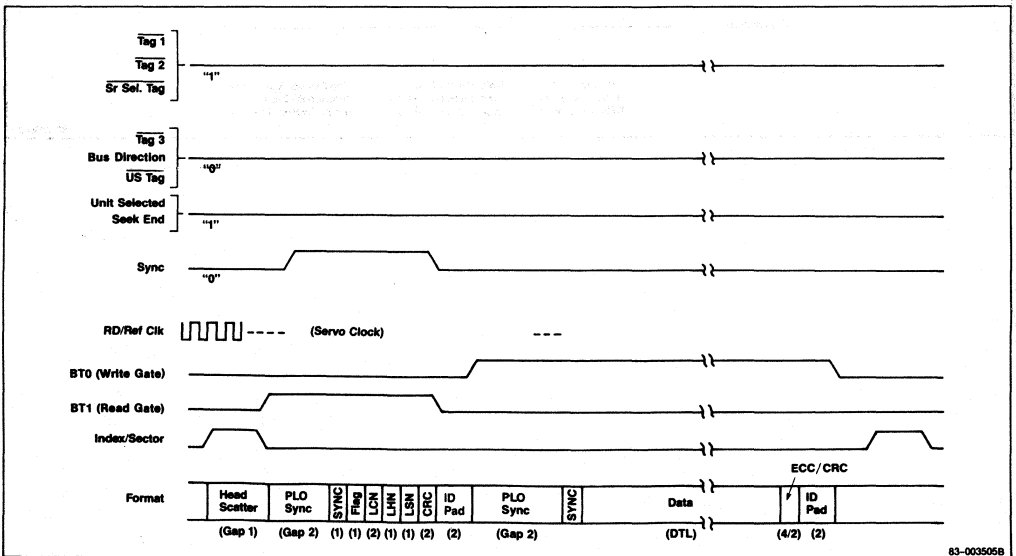 Tag 1
Tag 2
Sr Sel. Tag
"1"
Tag 3
Bus Direction
US Tag
"0"
Unit Selected
Seek End
"1"
Sync
"0"
RD/Ref Clk
(Servo Clock)
BT0 (Write Gate)
BT1 (Read Gate)
Index/Sector
ECC/CRC
Format
Head Scatter
PLO Sync
SYNC
Flag
LCN
LHN
LSN
CRC
ID Pad
PLO Sync
SYNC
Data
ID Pad
(Gap 1) (Gap 2) (1) (1) (2) (1) (1) (2) (2) (Gap 2) (DTL) (4/2) (2)
83-003505B